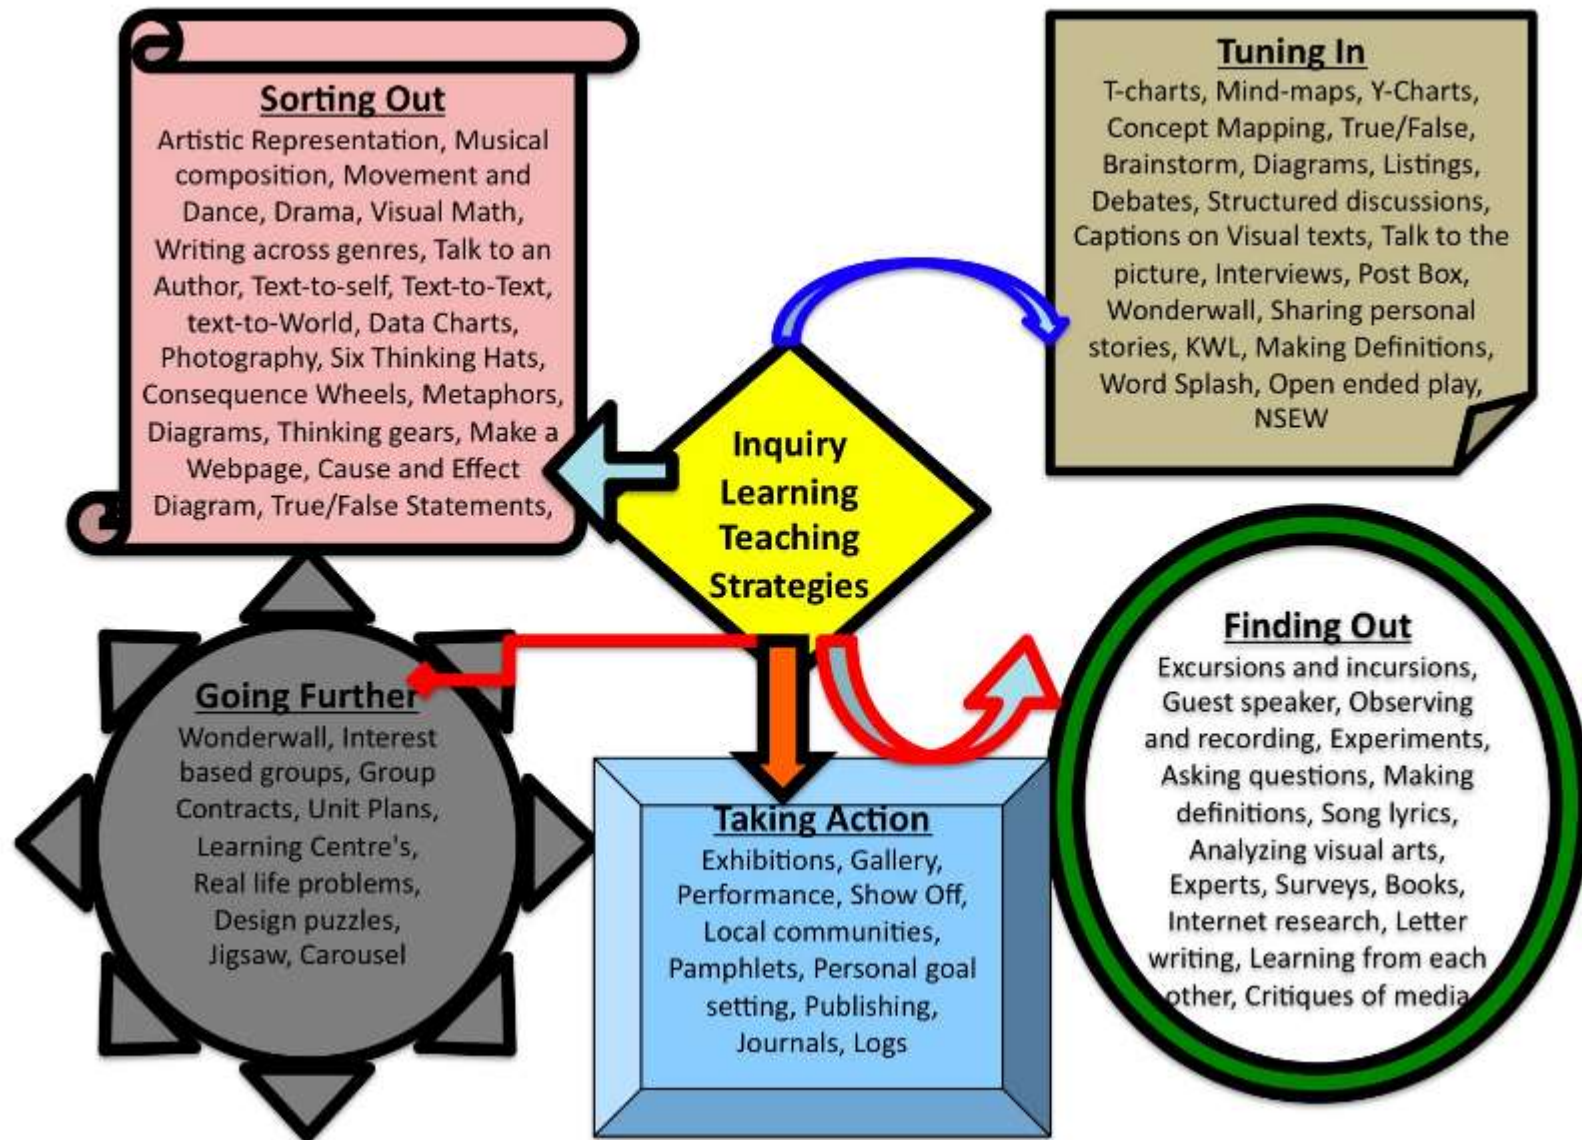 Sorting Out
Artistic Representation, Musical
composition, Movement and
Dance, Drama, Visual Math,
Writing across genres, Talk to an
Author, Text-to-self, Text-to-Text,
text-to-World, Data Charts,
Photography, Six Thinking Hats,
Consequence Wheels, Metaphors,
Diagrams, Thinking gears, Make a
Webpage, Cause and Effect
Diagram, True/False Statements,
Tuning In
T-charts, Mind-maps, Y-Charts,
Concept Mapping, True/False,
Brainstorm, Diagrams, Listings,
Debates, Structured discussions,
Captions on Visual texts, Talk to the
picture, Interviews, Post Box,
Wonderwall, Sharing personal
stories, KWL, Making Definitions,
Word Splash, Open ended play,
NSEW
Inquiry
Learning
Teaching
Strategies
Going Further
Wonderwall, Interest
based groups, Group
Contracts, Unit Plans,
Learning Centre's,
Real life problems,
Design puzzles,
Jigsaw, Carousel
Taking Action
Exhibitions, Gallery,
Performance, Show Off,
Local communities,
Pamphlets, Personal goal
setting, Publishing,
Journals, Logs
Finding Out
Excursions and incursions,
Guest speaker, Observing
and recording, Experiments,
Asking questions, Making
definitions, Song lyrics,
Analyzing visual arts,
Experts, Surveys, Books,
Internet research, Letter
writing, Learning from each
other, Critiques of media